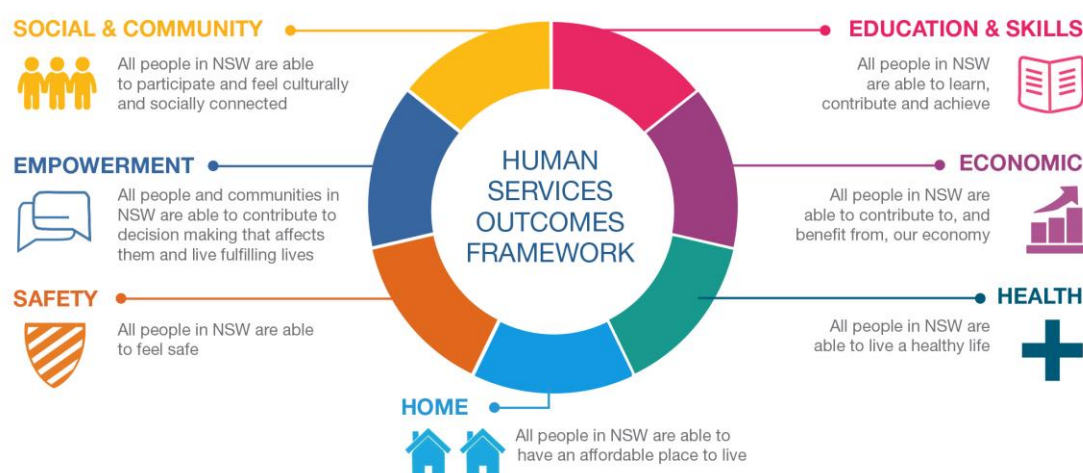 SOCIAL & COMMUNITY
All people in NSW are able
to participate and feel culturally
and socially connected
EMPOWERMENT
All people and communities in
NSW are able to contribute to
decision making that affects
them and live fulfilling lives
SAFETY
All people in NSW are able
to feel safe
HUMAN
SERVICES
OUTCOMES
FRAMEWORK
EDUCATION & SKILLS
All people in NSW
are able to learn,
contribute and achieve
ECONOMIC
All people in NSW are
able to contribute to, and
benefit from, our economy
HEALTH
All people in NSW are
able to live a healthy life
HOME
All people in NSW are able to
have an affordable place to live